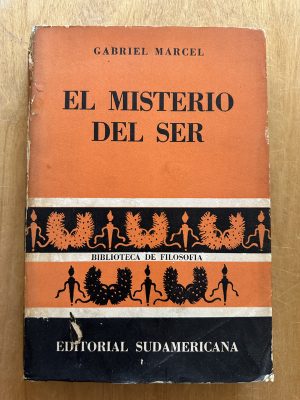 GABRIEL MARCEL
EL MISTERIO
DEL SER
BIBLIOTECA DE FILOSOFIA
EDITORIAL SUDAMERICANA